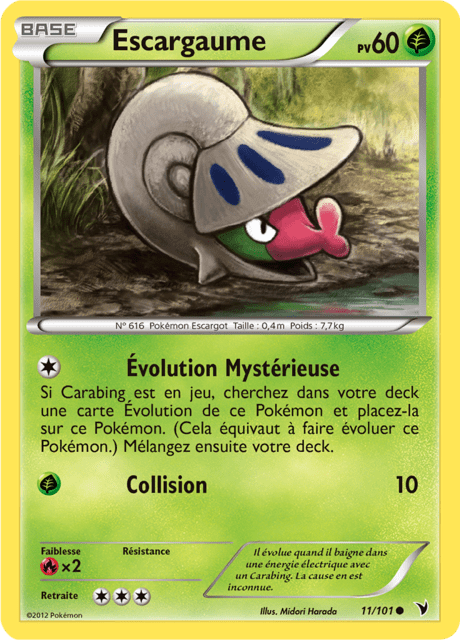 BASE
Escargaume
PV60
N° 616 Pokémon Escargot Taille : 0,4m Poids : 7,7kg
Évolution Mystérieuse
Si Carabing est en jeu, cherchez dans votre deck
une carte Évolution de ce Pokémon et placez-la
sur ce Pokémon. (Cela équivaut à faire évoluer ce
Pokémon.) Mélangez ensuite votre deck.
Collision 10
Faiblesse Résistance
×2
Retraite
Il évolue quand il baigne dans
une énergie électrique avec
un Carabing. La cause en est
inconnue.
©2012 Pokémon
Illus. Midori Harada
11/101